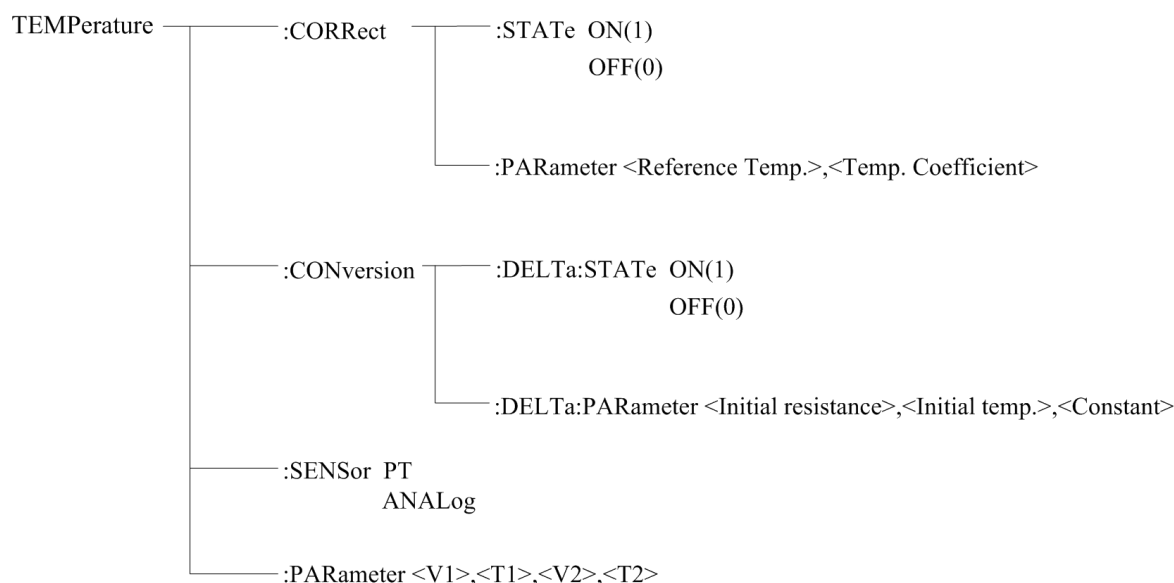 TEMPerature :CORRect :STATe ON(1)
OFF(0)
:PARameter <Reference Temp.>,<Temp. Coefficient>
:CONversion :DELTa:STATe ON(1)
OFF(0)
:DELTa:PARameter <Initial resistance>,<Initial temp.>,<Constant>
:SENSor PT
ANALog
:PARameter <V1>,<T1>,<V2>,<T2>